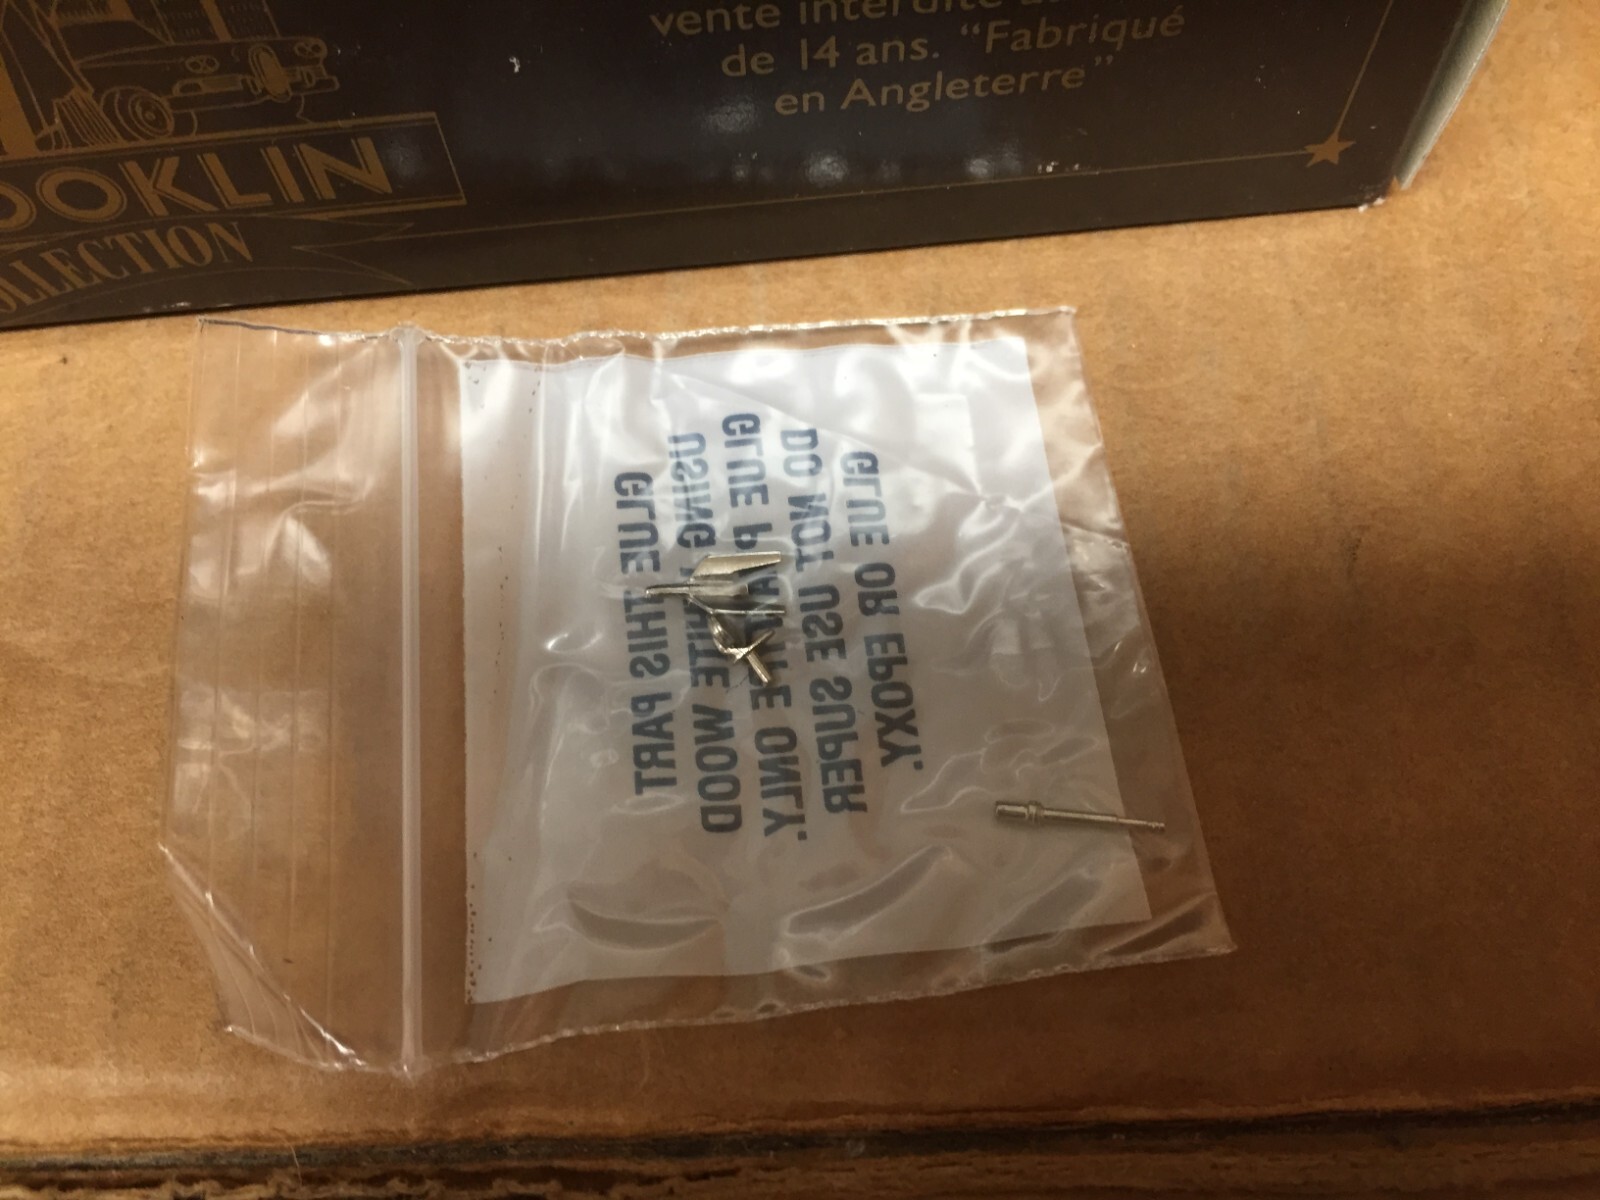 vente interdite
de 14 ans. "Fabriqué
en Angleterre"
OOKLIN
OLLECTION
GLUE THIS PART
USING WHITE WOOD
GLUE ONLY.
DO NOT USE SUPER
GLUE OR EPOXY.